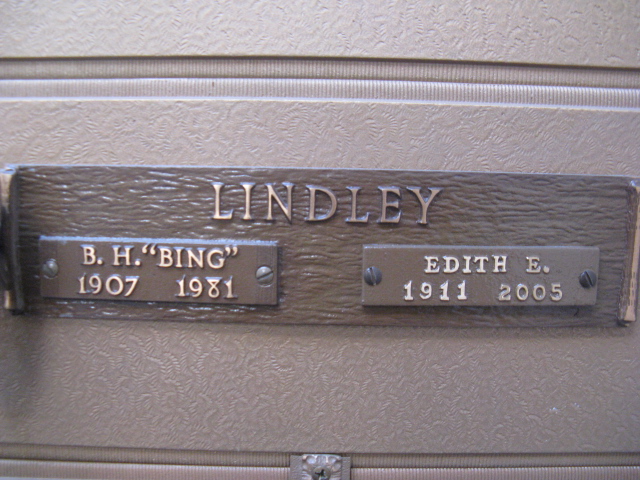 LINDLEY
B. H. "BING"
1907 1981
EDITH E.
1911 2005